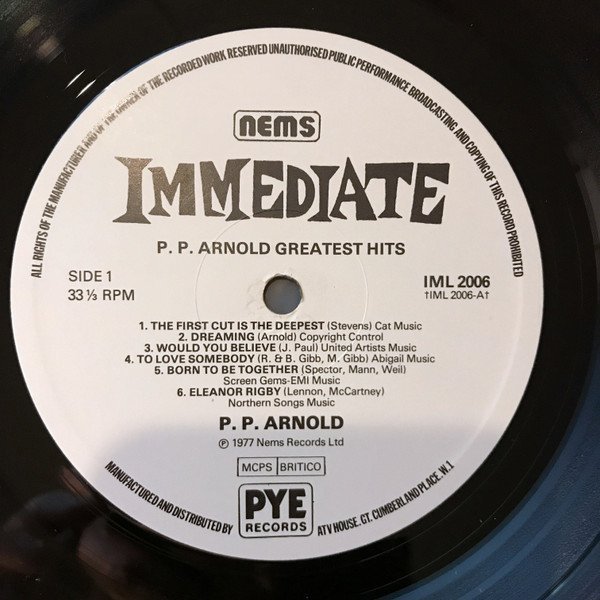 ALL RIGHTS OF THE MANUFACTURER AND OF THE OWNER OF THE RECORDED WORK RESERVED UNAUTHORISED PUBLIC PERFORMANCE BROADCASTING AND COPYING OF THIS RECORD PROHIBITED
nems
IMMEDIATE
P. P. ARNOLD GREATEST HITS
SIDE 1
33 ⅓ RPM
IML 2006
†IML 2006-A†
1. THE FIRST CUT IS THE DEEPEST (Stevens) Cat Music
2. DREAMING (Arnold) Copyright Control
3. WOULD YOU BELIEVE (J. Paul) United Artists Music
4. TO LOVE SOMEBODY (R. & B. Gibb, M. Gibb) Abigail Music
5. BORN TO BE TOGETHER (Spector, Mann, Weil)
Screen Gems-EMI Music
6. ELEANOR RIGBY (Lennon, McCartney)
Northern Songs Music
P. P. ARNOLD
℗ 1977 Nems Records Ltd
MCPS BRITICO
PYE
RECORDS
MANUFACTURED AND DISTRIBUTED BY
ATV HOUSE. GT. CUMBERLAND PLACE. W.1